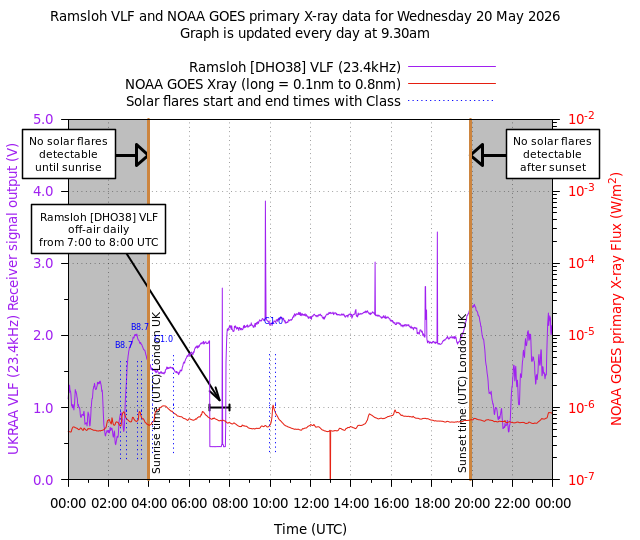 Ramsloh VLF and NOAA GOES primary X-ray data for Wednesday 20 May 2026
Graph is updated every day at 9.30am
Ramsloh [DHO38] VLF (23.4kHz)
NOAA GOES Xray (long = 0.1nm to 0.8nm)
Solar flares start and end times with Class
5.0
4.0
3.0
2.0
1.0
0.0
UKRAA VLF (23.4kHz) Receiver signal output (V)
No solar flares
detectable
until sunrise
Ramsloh [DHO38] VLF
off-air daily
from 7:00 to 8:00 UTC
B8.7
B8.7
C1.0
Sunrise time (UTC) London UK
Sunset time (UTC) London UK
No solar flares
detectable
after sunset
10⁻²
10⁻³
10⁻⁴
10⁻⁵
10⁻⁶
10⁻⁷
NOAA GOES primary X-ray Flux (W/m²)
00:00 02:00 04:00 06:00 08:00 10:00 12:00 14:00 16:00 18:00 20:00 22:00 00:00
Time (UTC)